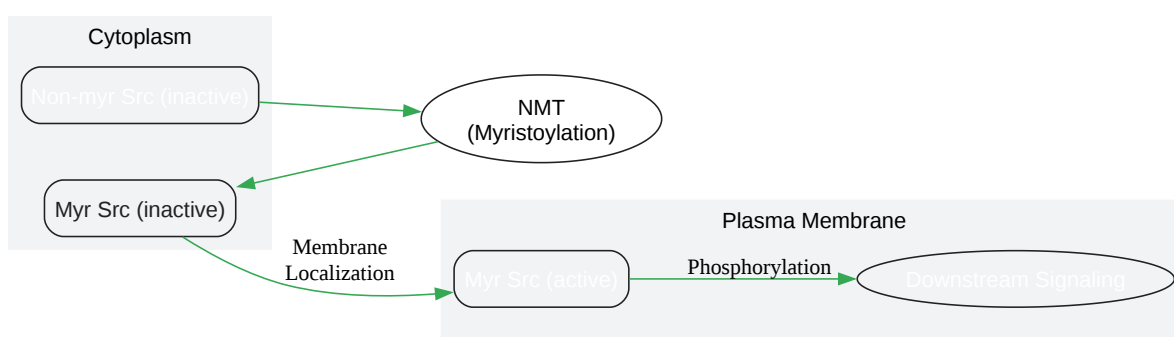 Cytoplasm
Non-myr Src (inactive)
NMT
(Myristoylation)
Myr Src (inactive)
Membrane
Localization
Plasma Membrane
Myr Src (active)
Phosphorylation
Downstream Signaling